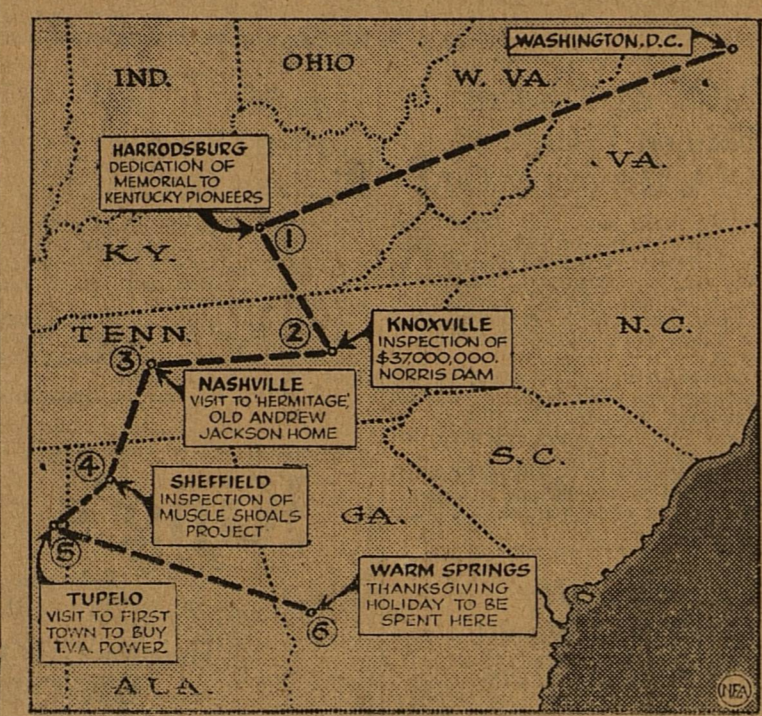 WASHINGTON, D.C.
IND.
OHIO
W. VA.
VA.
HARRODSBURG
DEDICATION OF
MEMORIAL TO
KENTUCKY PIONEERS
1
KY.
TENN.
2
KNOXVILLE
INSPECTION OF
$37,000,000.
NORRIS DAM
N. C.
3
NASHVILLE
VISIT TO 'HERMITAGE,'
OLD ANDREW
JACKSON HOME
S. C.
4
SHEFFIELD
INSPECTION OF
MUSCLE SHOALS
PROJECT
GA.
5
TUPELO
VISIT TO FIRST
TOWN TO BUY
T.V.A. POWER
WARM SPRINGS
THANKSGIVING
HOLIDAY TO BE
SPENT HERE
6
ALA.
NEA